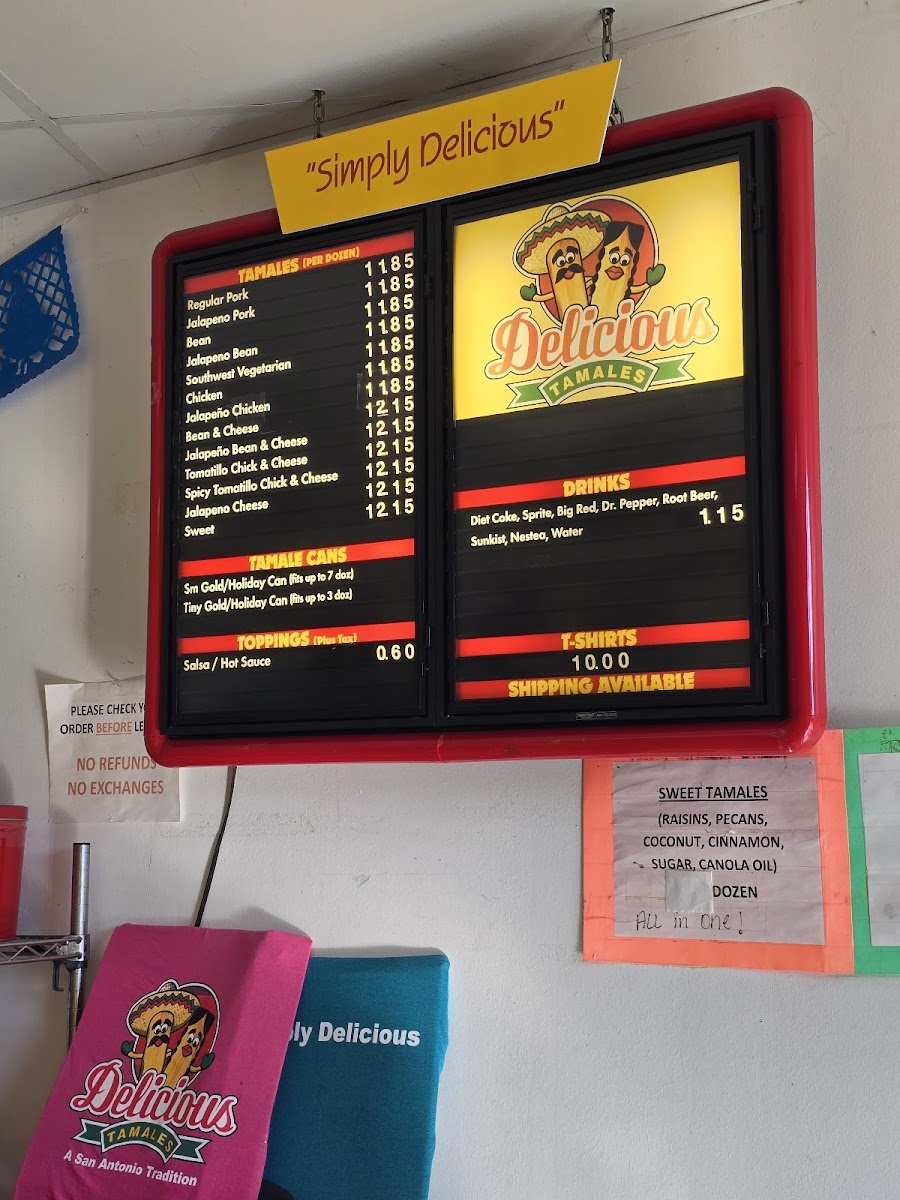 "Simply Delicious"
TAMALES (PER DOZEN)
Regular Pork 11.85
Jalapeno Pork 11.85
Bean 11.85
Jalapeno Bean 11.85
Southwest Vegetarian 11.85
Chicken 11.85
Jalapeño Chicken 11.85
Bean & Cheese 12.15
Jalapeño Bean & Cheese 12.15
Tomatillo Chick & Cheese 12.15
Spicy Tomatillo Chick & Cheese 12.15
Jalapeno Cheese 12.15
Sweet 12.15
TAMALE CANS
Sm Gold/Holiday Can (fits up to 7 doz)
Tiny Gold/Holiday Can (fits up to 3 doz)
TOPPINGS (Plus Tax)
Salsa / Hot Sauce 0.60
Delicious
TAMALES
DRINKS
Diet Coke, Sprite, Big Red, Dr. Pepper, Root Beer,
Sunkist, Nestea, Water 1.15
T-SHIRTS
10.00
SHIPPING AVAILABLE
PLEASE CHECK
ORDER BEFORE
NO REFUNDS
NO EXCHANGES
SWEET TAMALES
(RAISINS, PECANS,
COCONUT, CINNAMON,
SUGAR, CANOLA OIL)
DOZEN
All in one!
Delicious
TAMALES
A San Antonio Tradition
ply Delicious